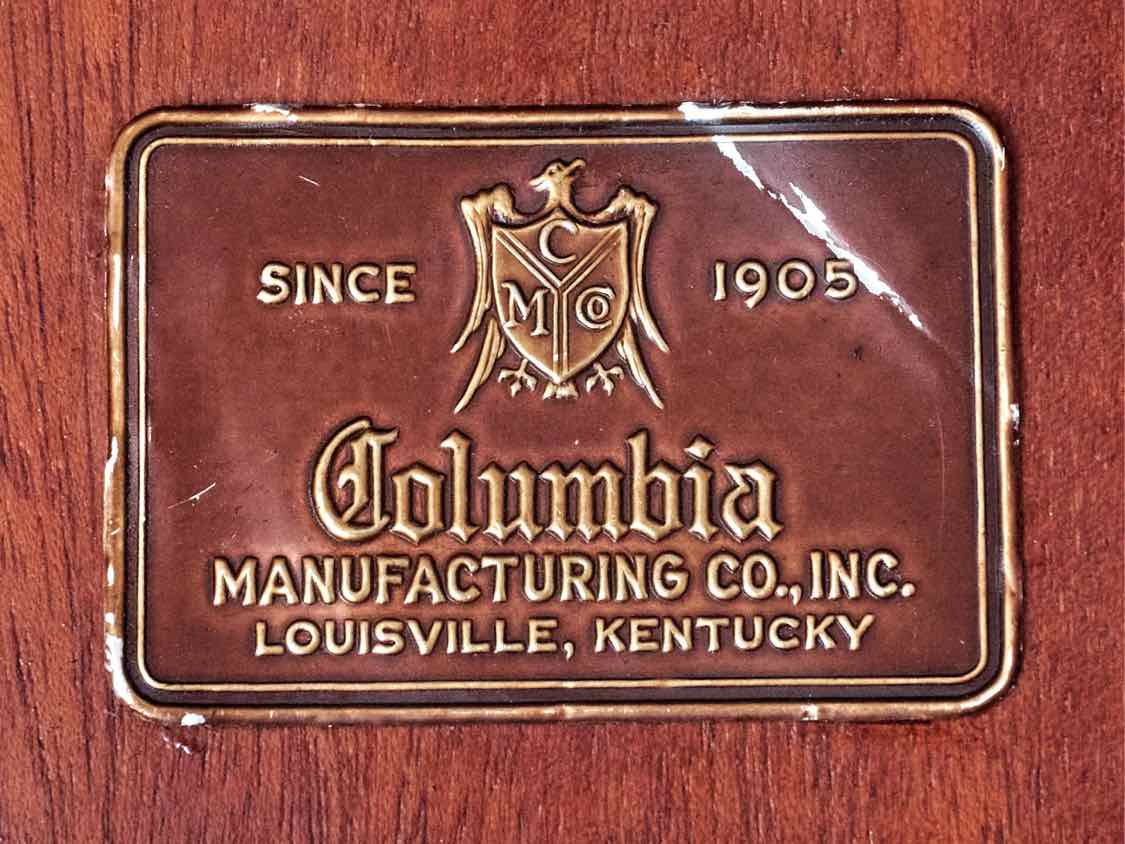 SINCE 1905
C
M CO
Columbia
MANUFACTURING CO., INC.
LOUISVILLE, KENTUCKY